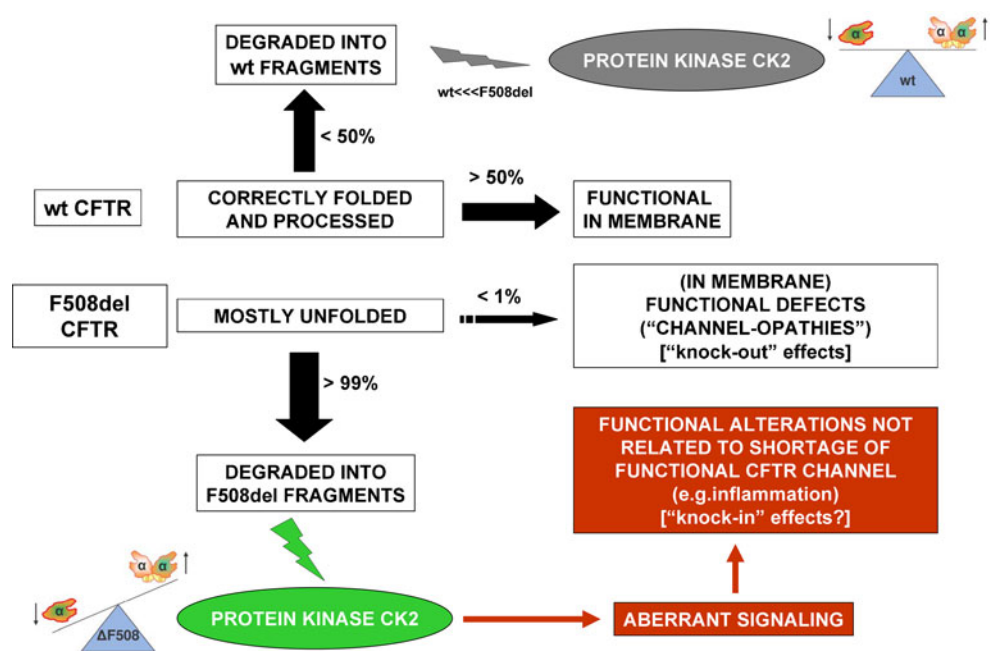 DEGRADED INTO
wt FRAGMENTS
wt<<<F508del
PROTEIN KINASE CK2
α
α α
wt
< 50%
wt CFTR
CORRECTLY FOLDED
AND PROCESSED
> 50%
FUNCTIONAL
IN MEMBRANE
F508del
CFTR
MOSTLY UNFOLDED
< 1%
(IN MEMBRANE)
FUNCTIONAL DEFECTS
(“CHANNEL-OPATHIES”)
[“knock-out” effects]
> 99%
DEGRADED INTO
F508del FRAGMENTS
FUNCTIONAL ALTERATIONS NOT
RELATED TO SHORTAGE OF
FUNCTIONAL CFTR CHANNEL
(e.g.inflammation)
[“knock-in” effects?]
α α
α
ΔF508
PROTEIN KINASE CK2
ABERRANT SIGNALING